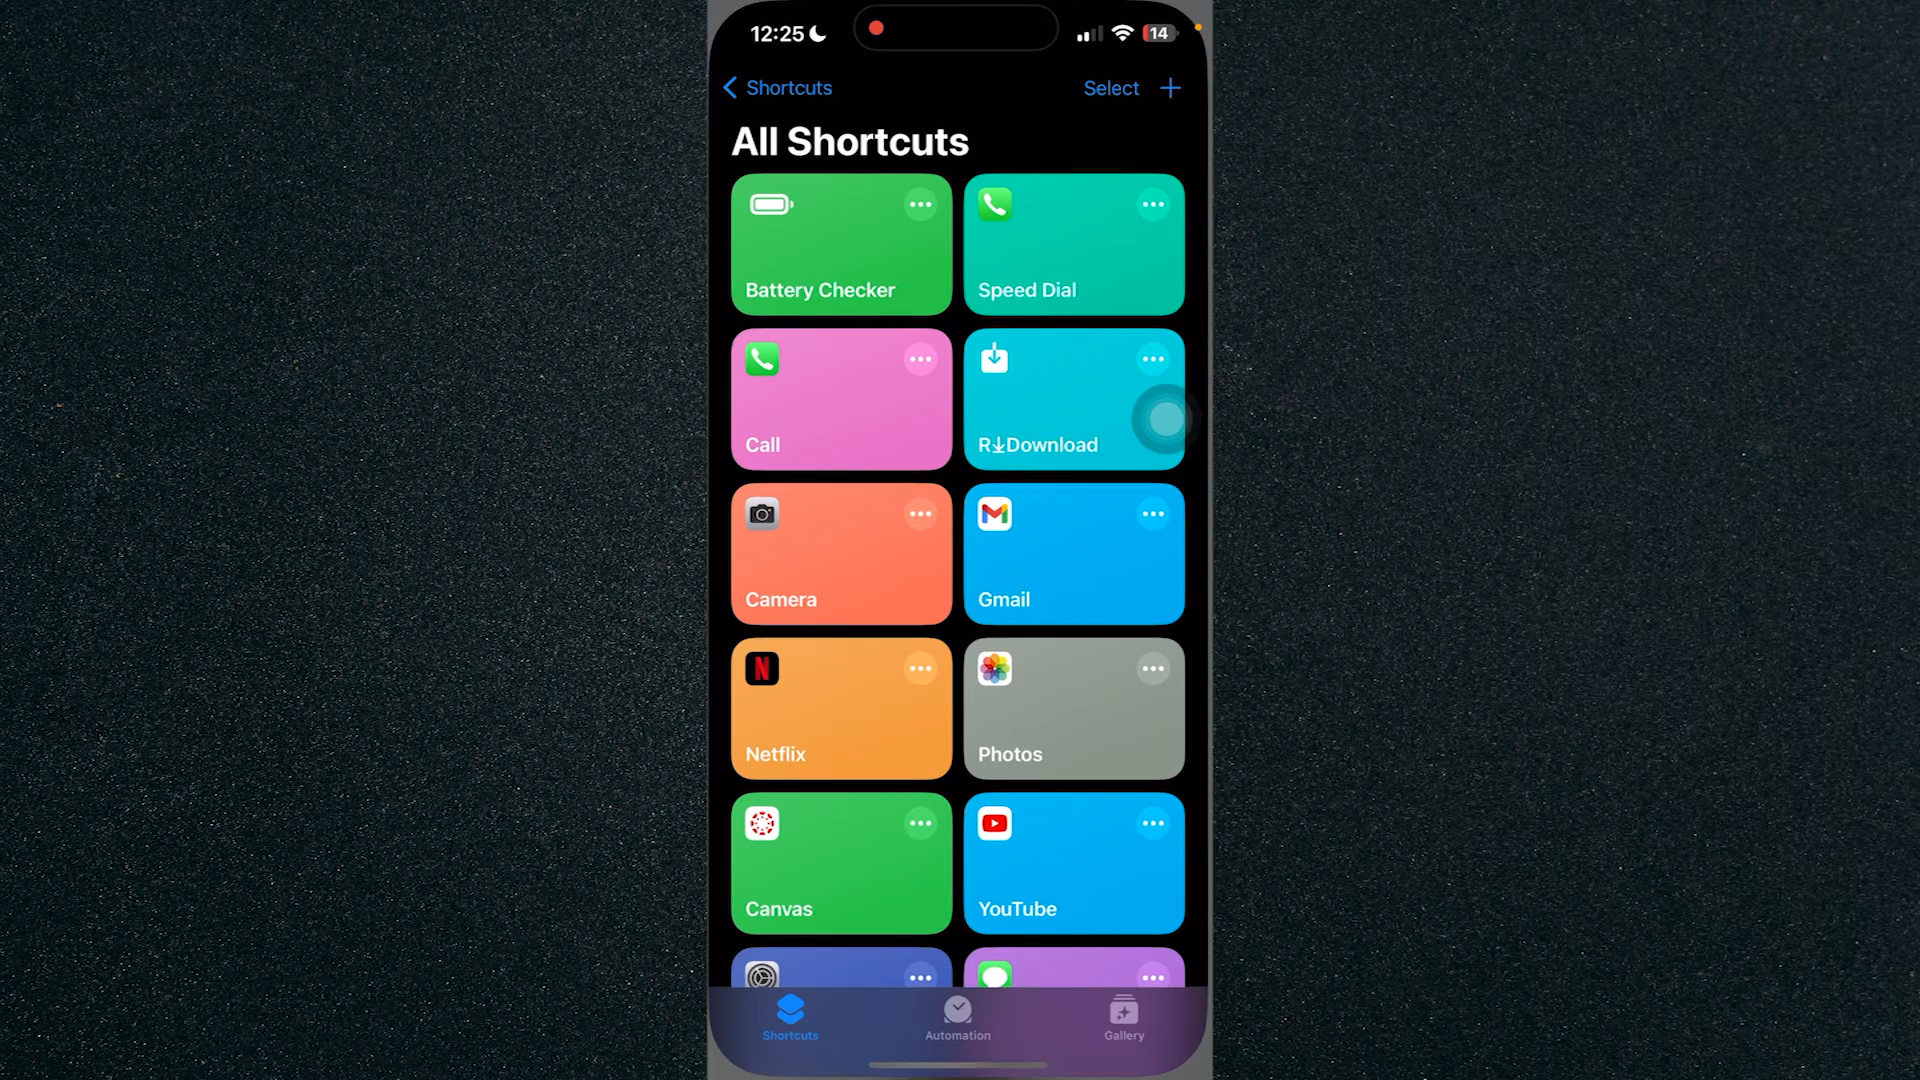 12:25
14
Shortcuts
Select
All Shortcuts
Battery Checker
Speed Dial
Call
R↓Download
Camera
Gmail
Netflix
Photos
Canvas
YouTube
Shortcuts
Automation
Gallery